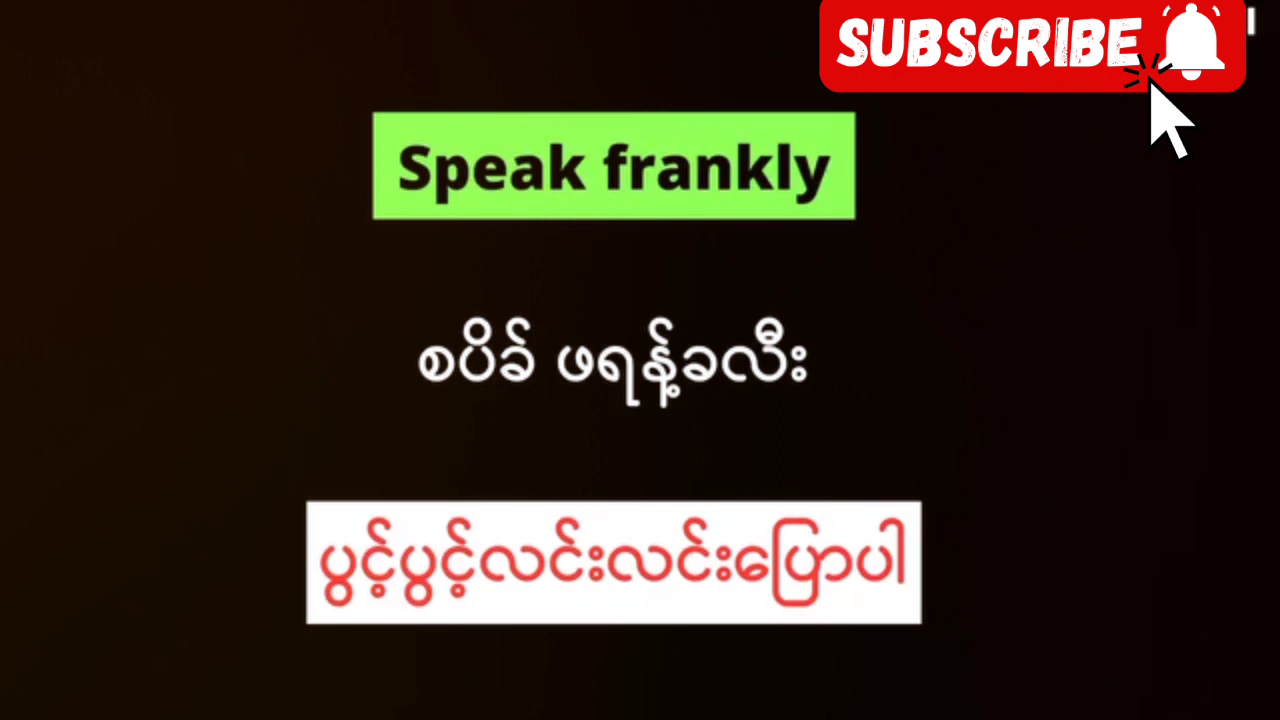 SUBSCRIBE
Speak frankly
စပိခ် ဖရန့်ခလီး
ပွင့်ပွင့်လင်းလင်းပြောပါ